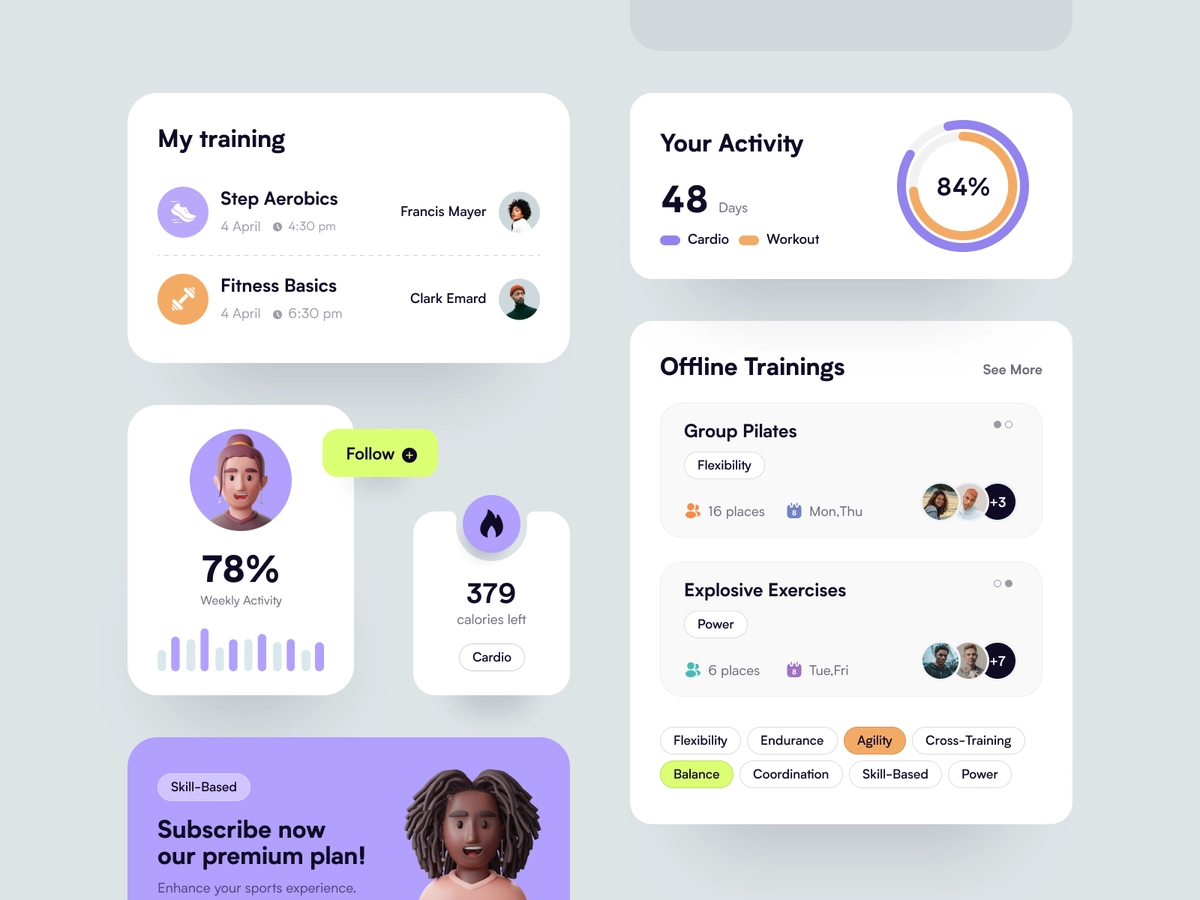 My training
Step Aerobics
4 April 4:30 pm
Francis Mayer
Fitness Basics
4 April 6:30 pm
Clark Emard
78%
Weekly Activity
Follow
379
calories left
Cardio
Skill-Based
Subscribe now
our premium plan!
Enhance your sports experience.
Your Activity
48 Days
Cardio Workout
84%
Offline Trainings
See More
Group Pilates
Flexibility
16 places 8 Mon,Thu
+3
Explosive Exercises
Power
6 places 8 Tue,Fri
+7
Flexibility Endurance Agility Cross-Training
Balance Coordination Skill-Based Power